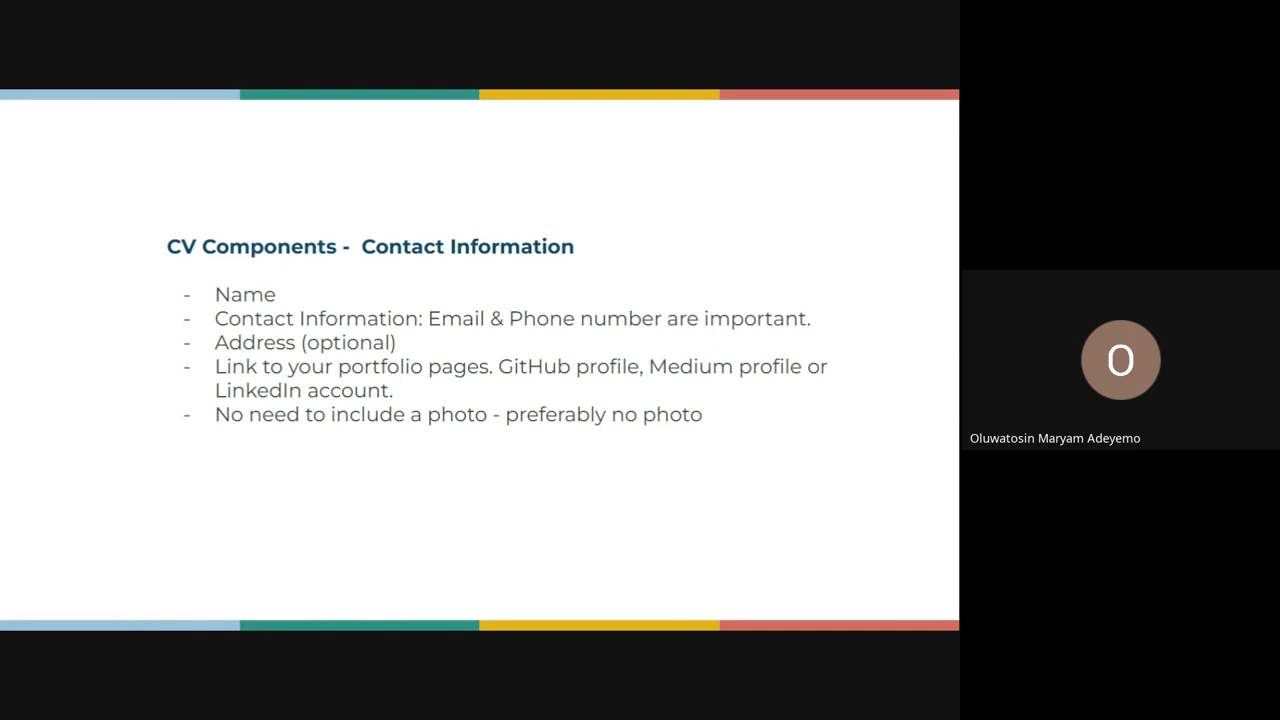 CV Components -  Contact Information
- Name
- Contact Information: Email & Phone number are important.
- Address (optional)
- Link to your portfolio pages. GitHub profile, Medium profile or
LinkedIn account.
- No need to include a photo - preferably no photo
O
Oluwatosin Maryam Adeyemo